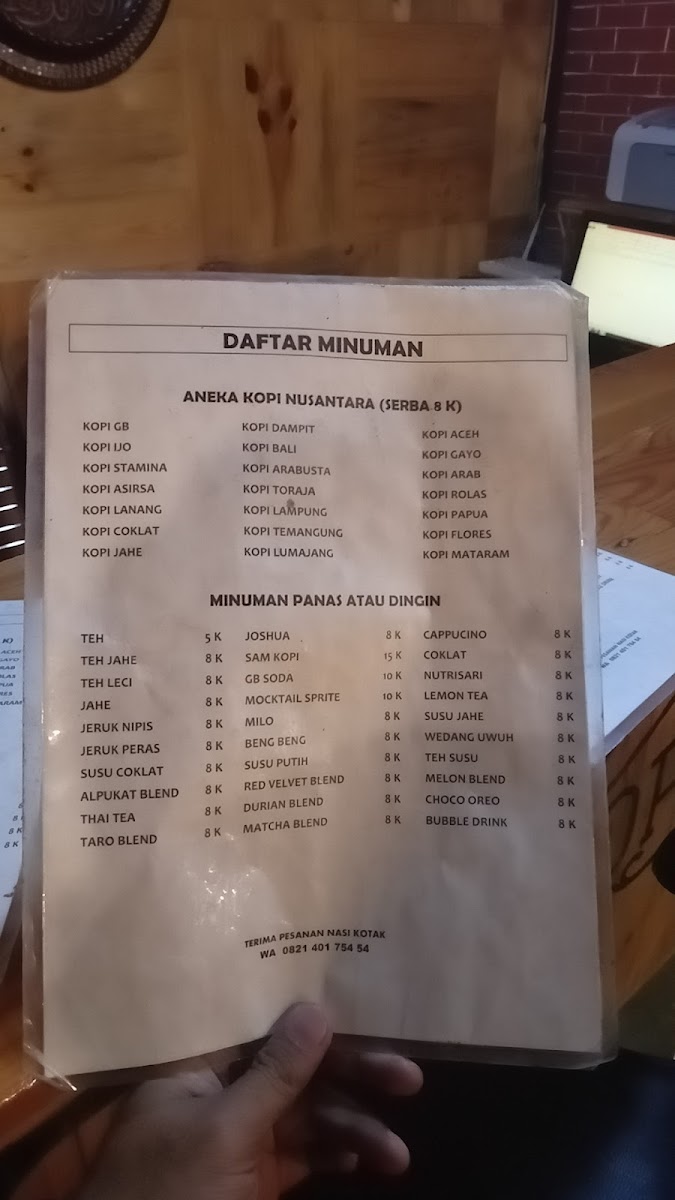 DAFTAR MINUMAN
ANEKA KOPI NUSANTARA (SERBA 8 K)
KOPI GB KOPI DAMPIT KOPI ACEH
KOPI IJO KOPI BALI KOPI GAYO
KOPI STAMINA KOPI ARABUSTA KOPI ARAB
KOPI ASIRSA KOPI TORAJA KOPI ROLAS
KOPI LANANG KOPI LAMPUNG KOPI PAPUA
KOPI COKLAT KOPI TEMANGUNG KOPI FLORES
KOPI JAHE KOPI LUMAJANG KOPI MATARAM
MINUMAN PANAS ATAU DINGIN
TEH 5 K JOSHUA 8 K CAPPUCINO 8 K
TEH JAHE 8 K SAM KOPI 15 K COKLAT 8 K
TEH LECI 8 K GB SODA 10 K NUTRISARI 8 K
JAHE 8 K MOCKTAIL SPRITE 10 K LEMON TEA 8 K
JERUK NIPIS 8 K MILO 8 K SUSU JAHE 8 K
JERUK PERAS 8 K BENG BENG 8 K WEDANG UWUH 8 K
SUSU COKLAT 8 K SUSU PUTIH 8 K TEH SUSU 8 K
ALPUKAT BLEND 8 K RED VELVET BLEND 8 K MELON BLEND 8 K
THAI TEA 8 K DURIAN BLEND 8 K CHOCO OREO 8 K
TARO BLEND 8 K MATCHA BLEND 8 K BUBBLE DRINK 8 K
TERIMA PESANAN NASI KOTAK
WA 0821 401 754 54